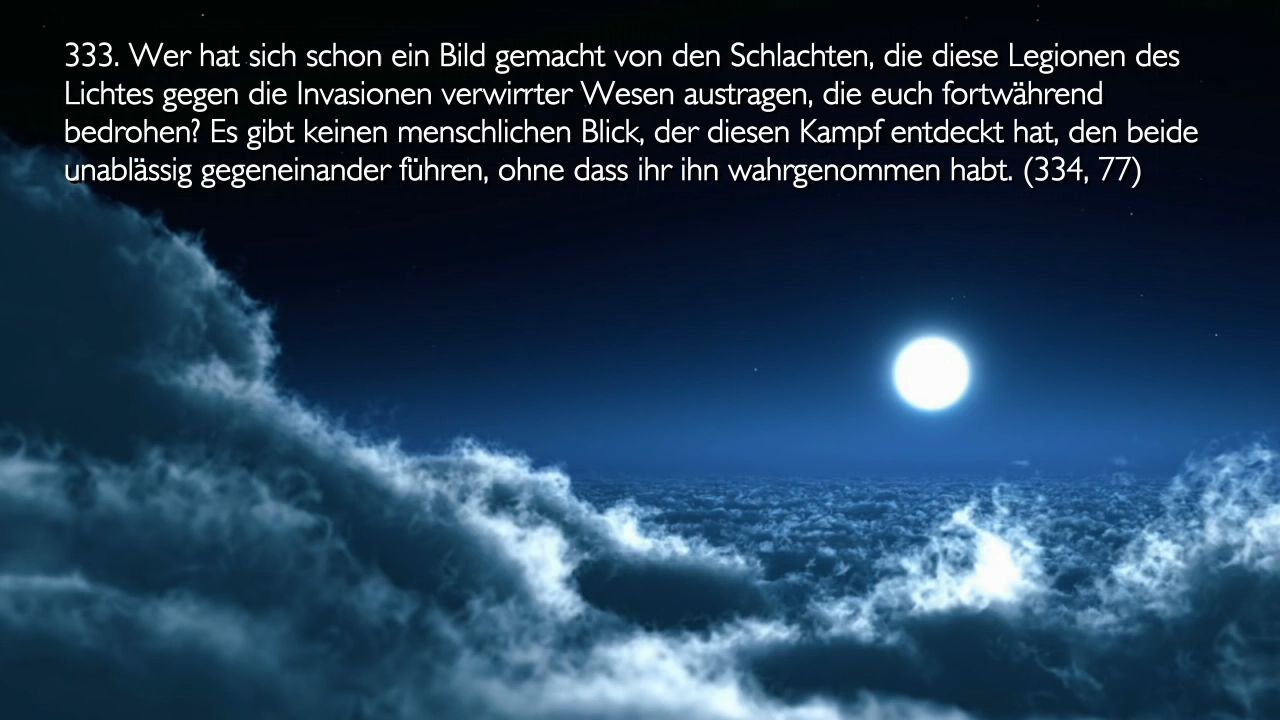 333. Wer hat sich schon ein Bild gemacht von den Schlachten, die diese Legionen des
Lichtes gegen die Invasionen verwirrter Wesen austragen, die euch fortwährend
bedrohen? Es gibt keinen menschlichen Blick, der diesen Kampf entdeckt hat, den beide
unablässig gegeneinander führen, ohne dass ihr ihn wahrgenommen habt. (334, 77)